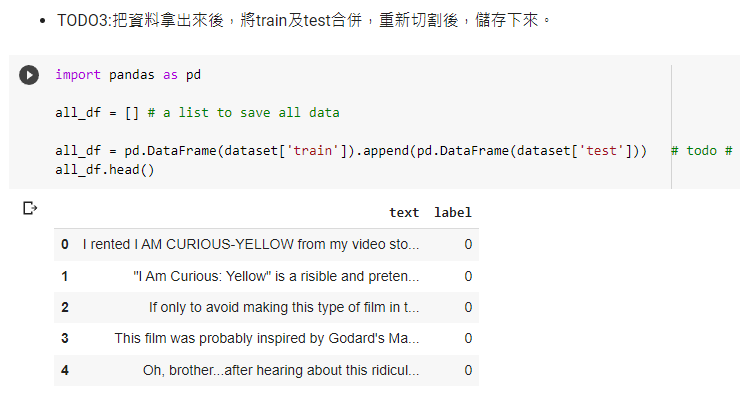 TODO3:把資料拿出來後，將train及test合併，重新切割後，儲存下來。
import pandas as pd
all_df = [] # a list to save all data
all_df = pd.DataFrame(dataset['train']).append(pd.DataFrame(dataset['test']))   # todo #
all_df.head()
text label
0 I rented I AM CURIOUS-YELLOW from my video sto... 0
1 "I Am Curious: Yellow" is a risible and preten... 0
2 If only to avoid making this type of film in t... 0
3 This film was probably inspired by Godard's Ma... 0
4 Oh, brother...after hearing about this ridicul... 0